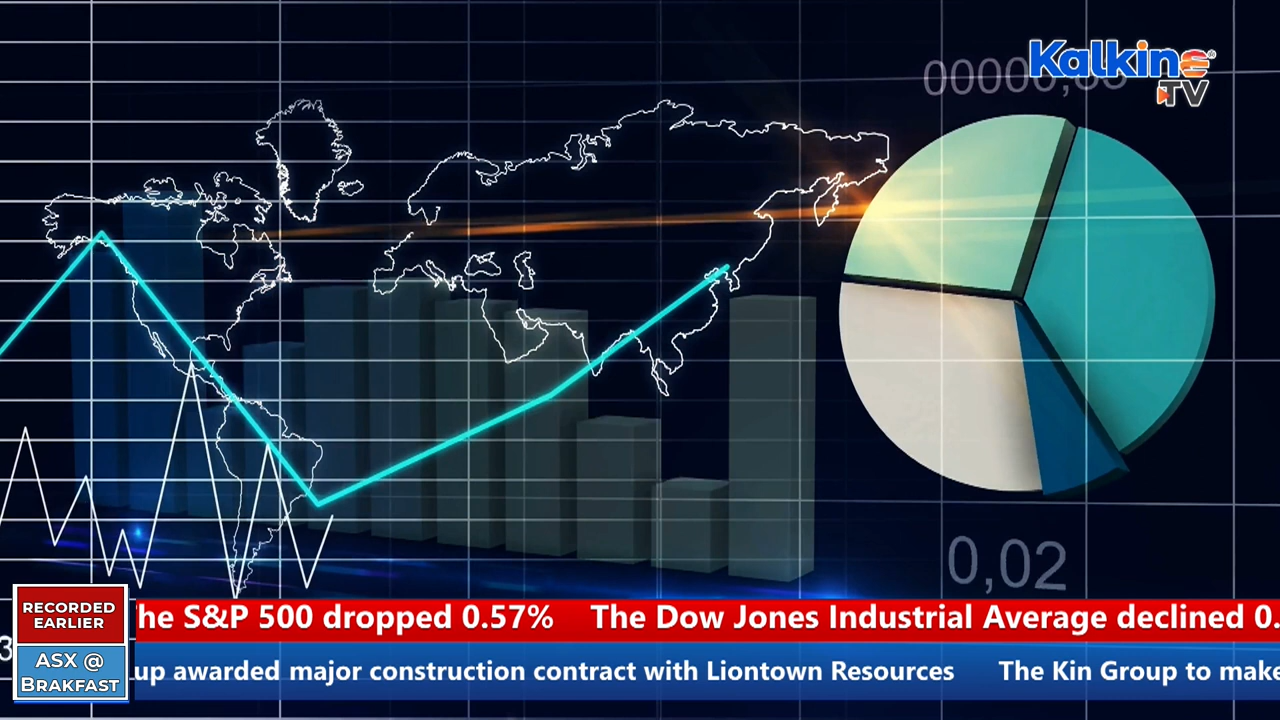 Kalkine®
TV
0,02
RECORDED
EARLIER
he S&P 500 dropped 0.57% The Dow Jones Industrial Average declined 0.
ASX @
BRAKFAST
up awarded major construction contract with Liontown Resources The Kin Group to make
3